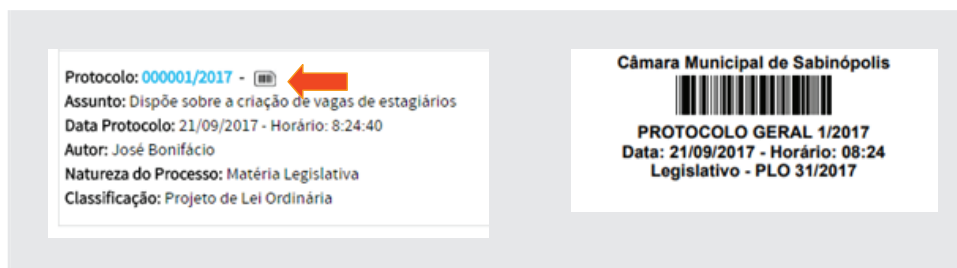 Protocolo: 000001/2017 -
Assunto: Dispõe sobre a criação de vagas de estagiários
Data Protocolo: 21/09/2017 - Horário: 8:24:40
Autor: José Bonifácio
Natureza do Processo: Matéria Legislativa
Classificação: Projeto de Lei Ordinária
Câmara Municipal de Sabinópolis
PROTOCOLO GERAL 1/2017
Data: 21/09/2017 - Horário: 08:24
Legislativo - PLO 31/2017